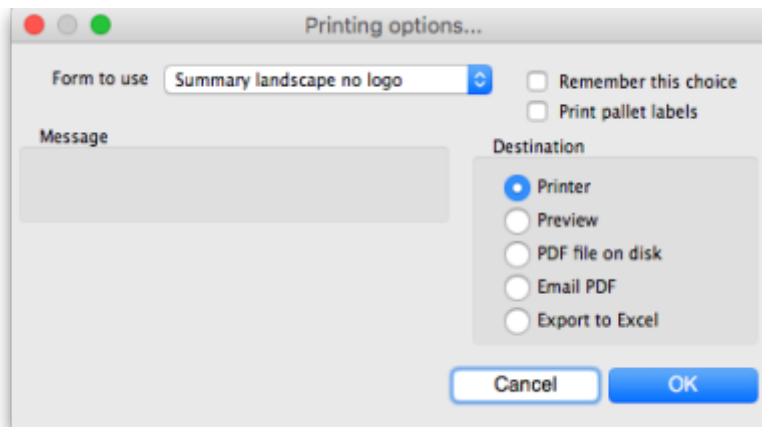 Printing options...
Form to use Summary landscape no logo
Remember this choice
Print pallet labels
Message
Destination
Printer
Preview
PDF file on disk
Email PDF
Export to Excel
Cancel OK